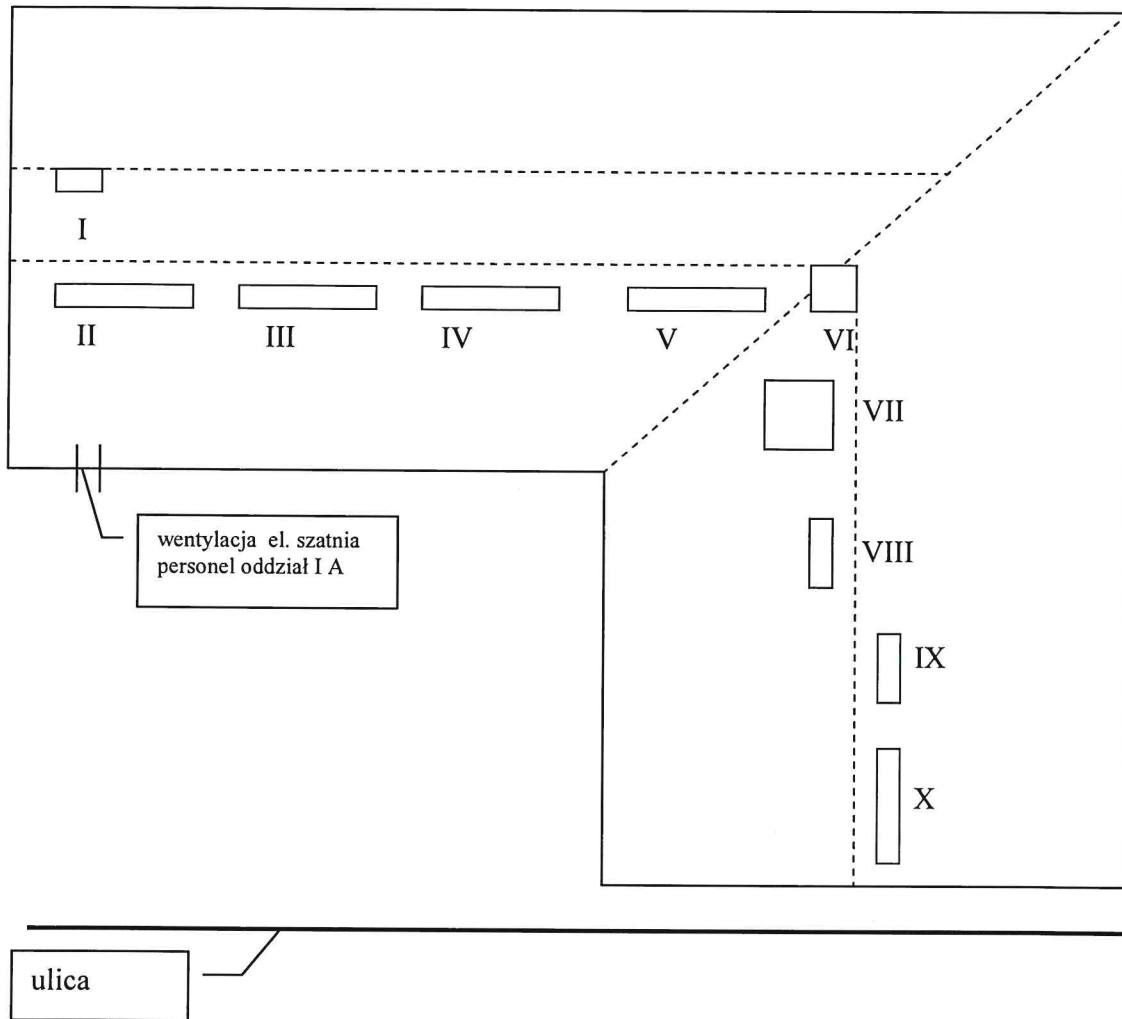 I
II
III
IV
V
VI
VII
VIII
IX
X
wentylacja el. szatnia
personel oddział I A
ulica